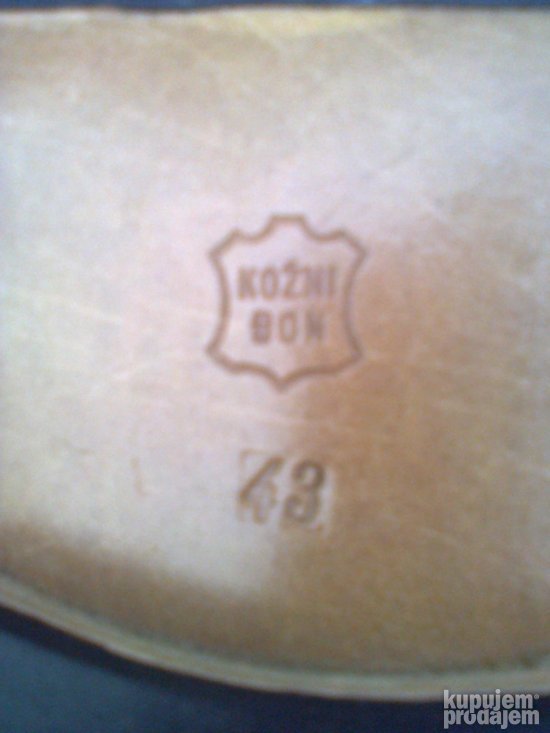 KOŽNI
ĐON
43
kupujem
prodajem